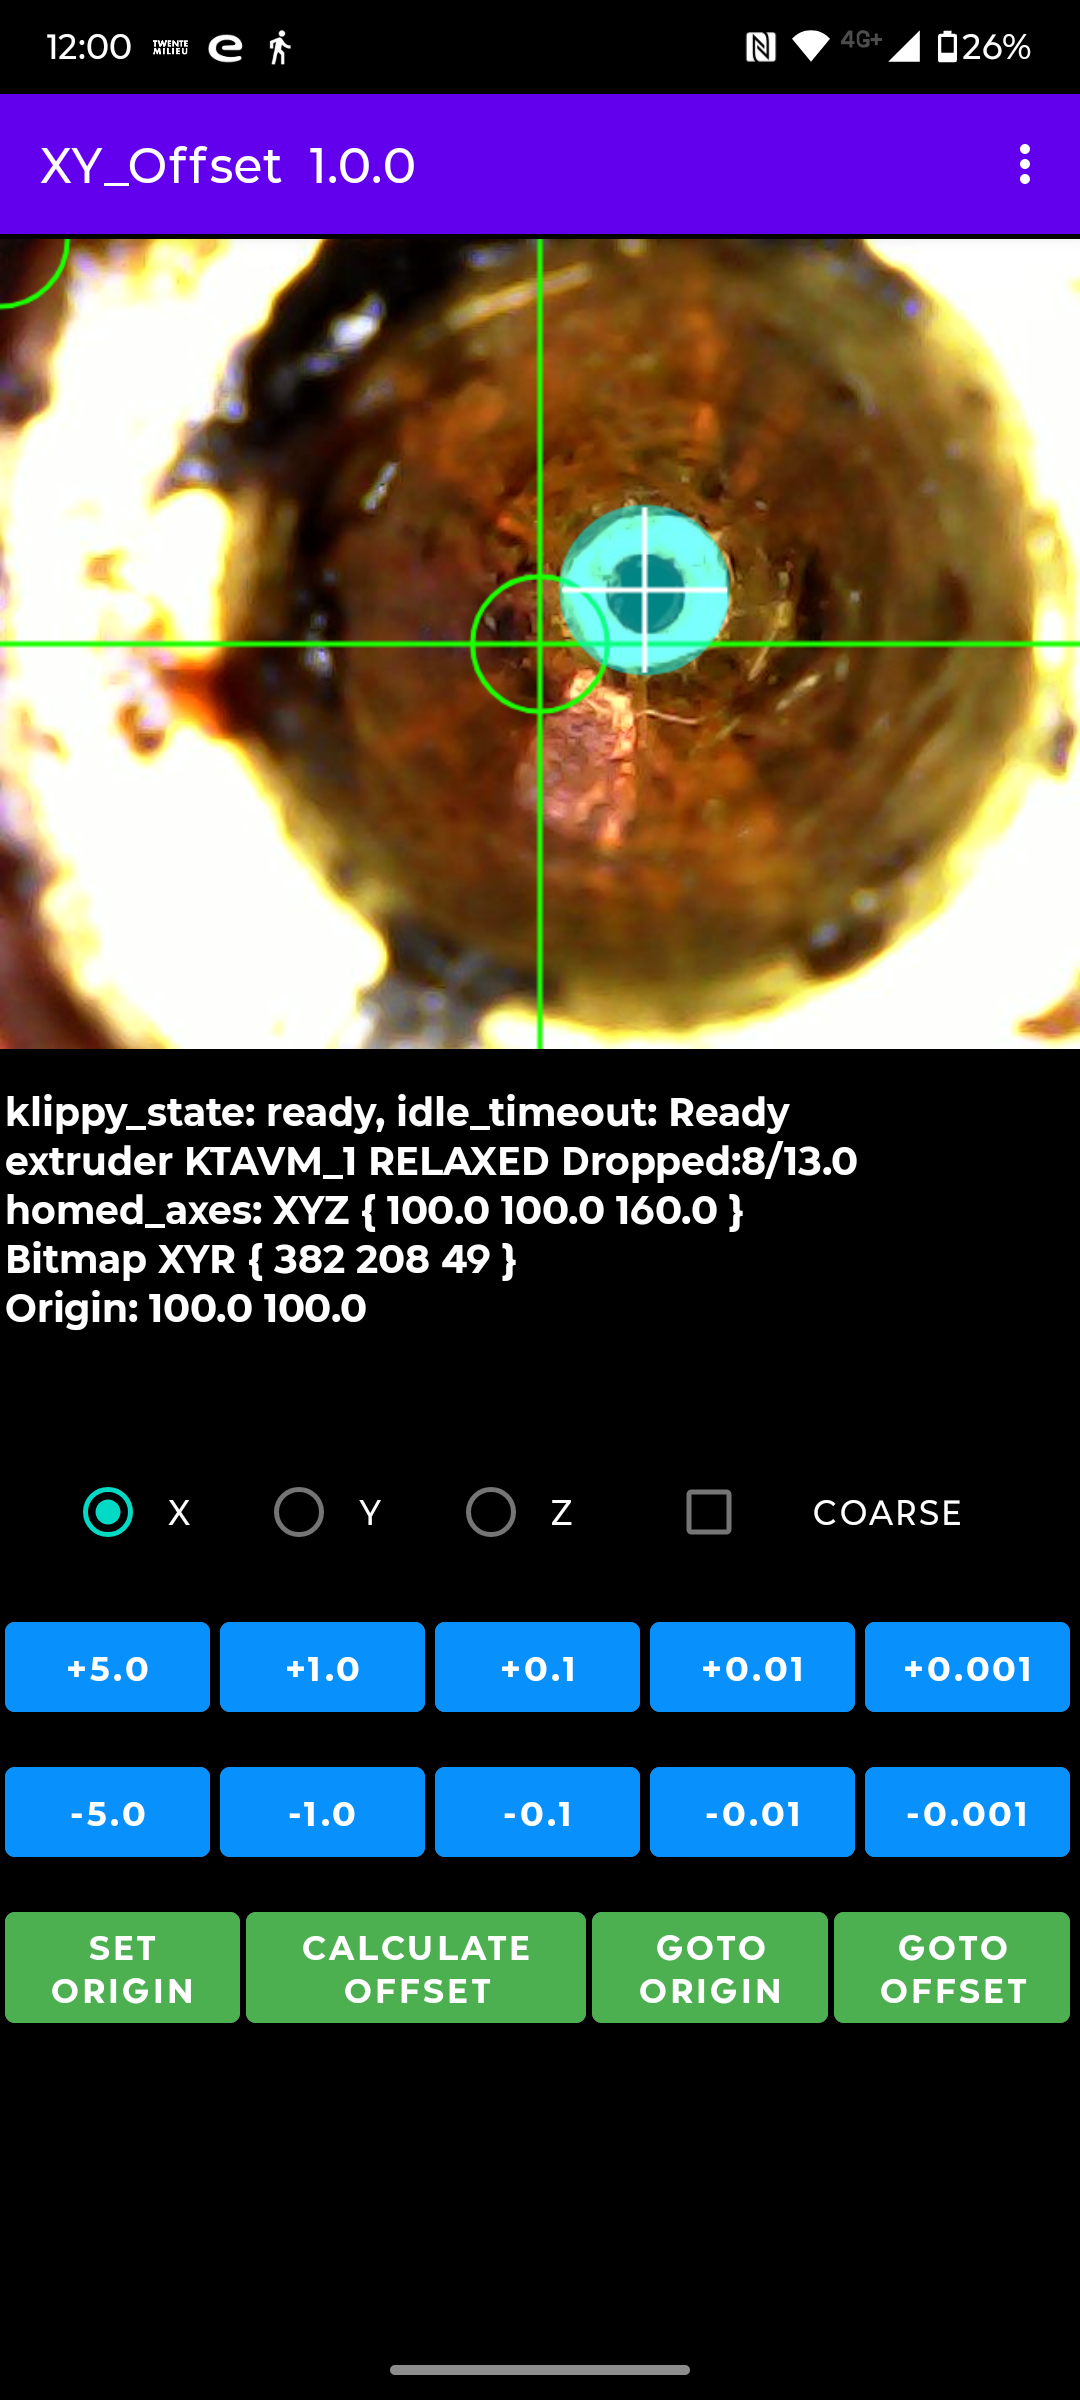 12:00 TWENTE MILIEU 4G+ 26%
XY_Offset 1.0.0
klippy_state: ready, idle_timeout: Ready
extruder KTAVM_1 RELAXED Dropped:8/13.0
homed_axes: XYZ { 100.0 100.0 160.0 }
Bitmap XYR { 382 208 49 }
Origin: 100.0 100.0
X Y Z COARSE
+5.0 +1.0 +0.1 +0.01 +0.001
-5.0 -1.0 -0.1 -0.01 -0.001
SET ORIGIN
CALCULATE OFFSET
GOTO ORIGIN
GOTO OFFSET